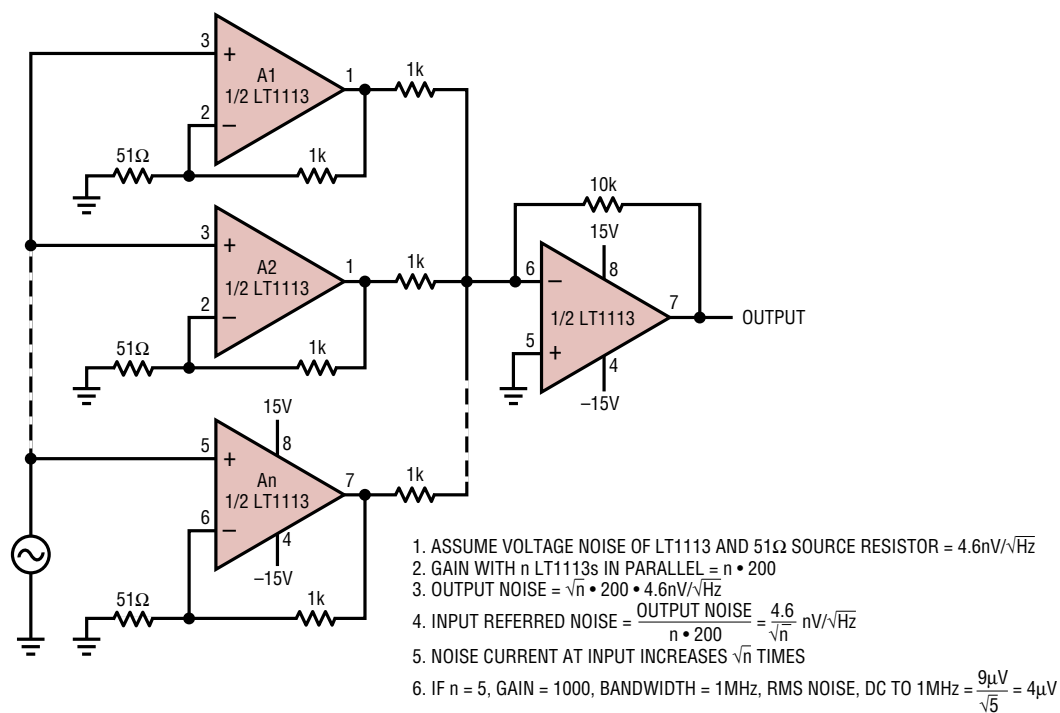 3
+
A1
1/2 LT1113
1
1k
2
–
51Ω
1k
3
+
A2
1/2 LT1113
1
1k
2
–
51Ω
1k
10k
15V
6
–
8
1/2 LT1113
7
OUTPUT
5
+
4
–15V
15V
5
+
8
An
1/2 LT1113
7
1k
6
–
4
–15V
51Ω
1k
1. ASSUME VOLTAGE NOISE OF LT1113 AND 51Ω SOURCE RESISTOR = 4.6nV/√Hz
2. GAIN WITH n LT1113s IN PARALLEL = n • 200
3. OUTPUT NOISE = √n • 200 • 4.6nV/√Hz
4. INPUT REFERRED NOISE = OUTPUT NOISE / n • 200 = 4.6 / √n nV/√Hz
5. NOISE CURRENT AT INPUT INCREASES √n TIMES
6. IF n = 5, GAIN = 1000, BANDWIDTH = 1MHz, RMS NOISE, DC TO 1MHz = 9µV / √5 = 4µV